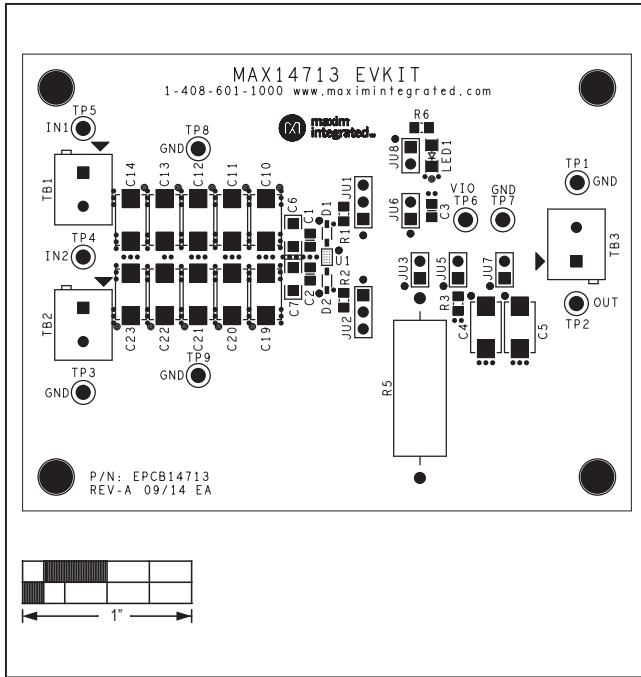 MAX14713 EVKIT
1-408-601-1000 www.maximintegrated.com
maxim
integrated™
TP5
IN1
TP8
GND
R6
JU8
LED1
TP1
GND
TB1
C14
C13
C12
C11
C10
C6
C1
D1
JU1
R1
JU6
C3
VIO
TP6
GND
TP7
TB3
TP4
IN2
U1
JU3
JU5
JU7
TB2
C23
C22
C21
C20
C19
C7
C2
D2
R2
JU2
R3
C4
C5
OUT
TP2
TP3
GND
TP9
GND
R5
P/N: EPCB14713
REV-A 09/14 EA
1"